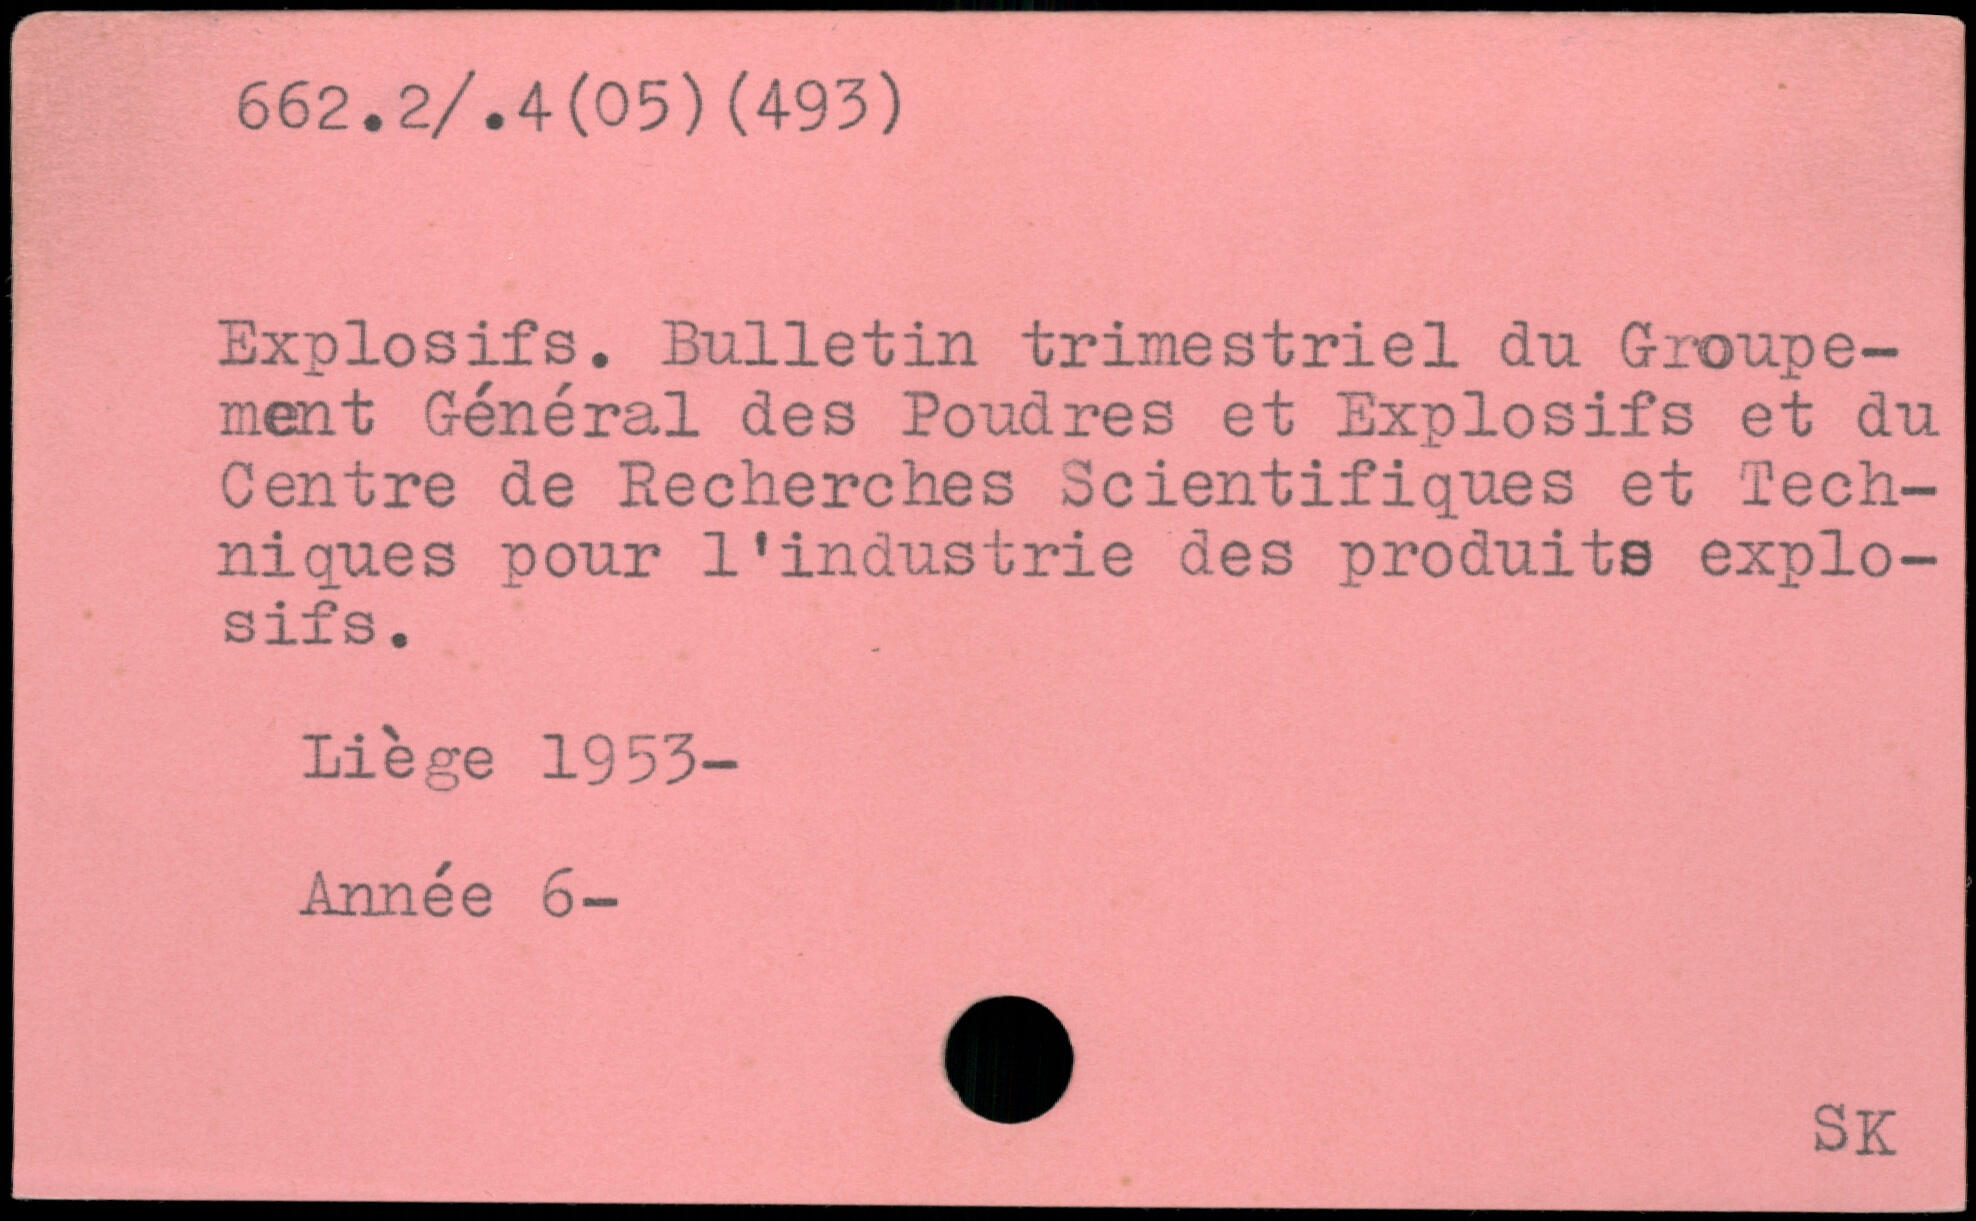 662.2/.4(05)(493)
Explosifs. Bulletin trimestriel du Groupe-
ment Général des Poudres et Explosifs et du
Centre de Recherches Scientifiques et Tech-
niques pour l'industrie des produits explo-
sifs.
Liège 1953-
Année 6-
SK